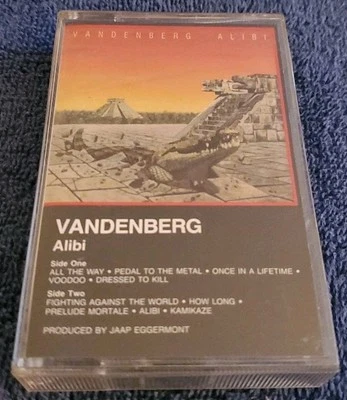 VANDENBERG ALIBI
VANDENBERG
Alibi
Side One
ALL THE WAY • PEDAL TO THE METAL • ONCE IN A LIFETIME •
VOODOO • DRESSED TO KILL
Side Two
FIGHTING AGAINST THE WORLD • HOW LONG •
PRELUDE MORTALE • ALIBI • KAMIKAZE
PRODUCED BY JAAP EGGERMONT